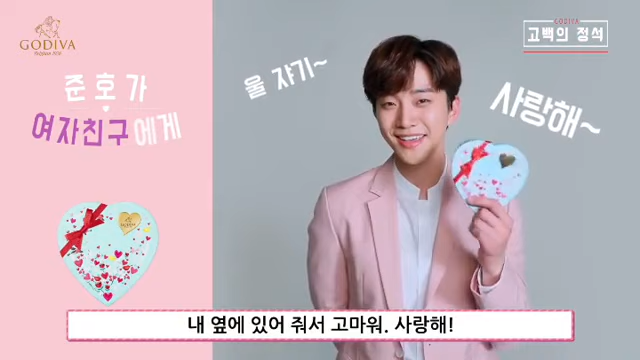 GODIVA
준호가
여자친구에게
울 쟈기~
GODIVA
고백의 정석
사랑해~
내 옆에 있어 줘서 고마워. 사랑해!